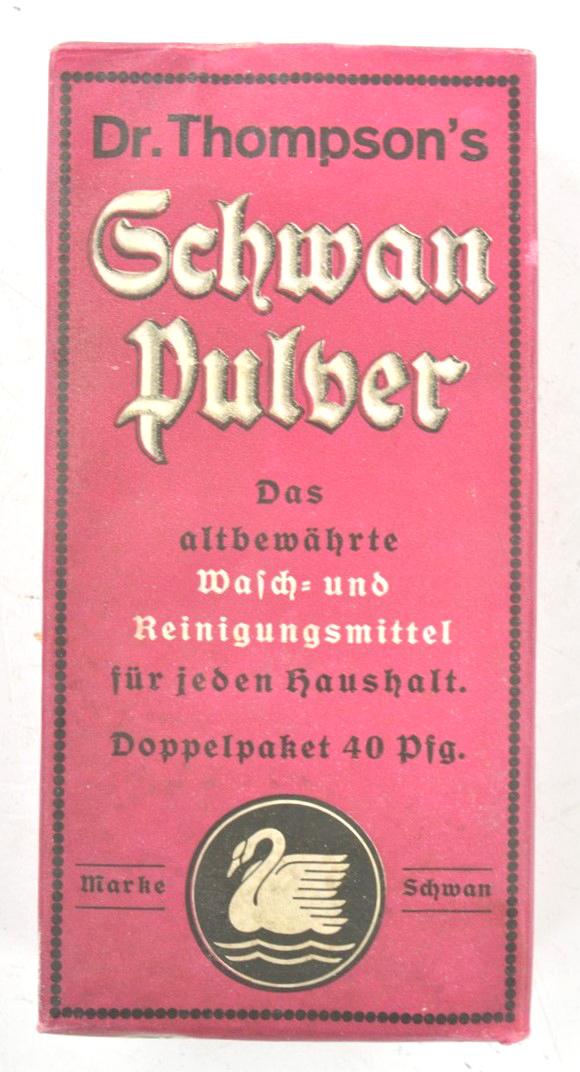 Dr. Thompson's
Schwan
Pulver
Das
altbewährte
Waſch= und
Reinigungsmittel
für jeden Haushalt.
Doppelpaket 40 Pfg.
Marke Schwan